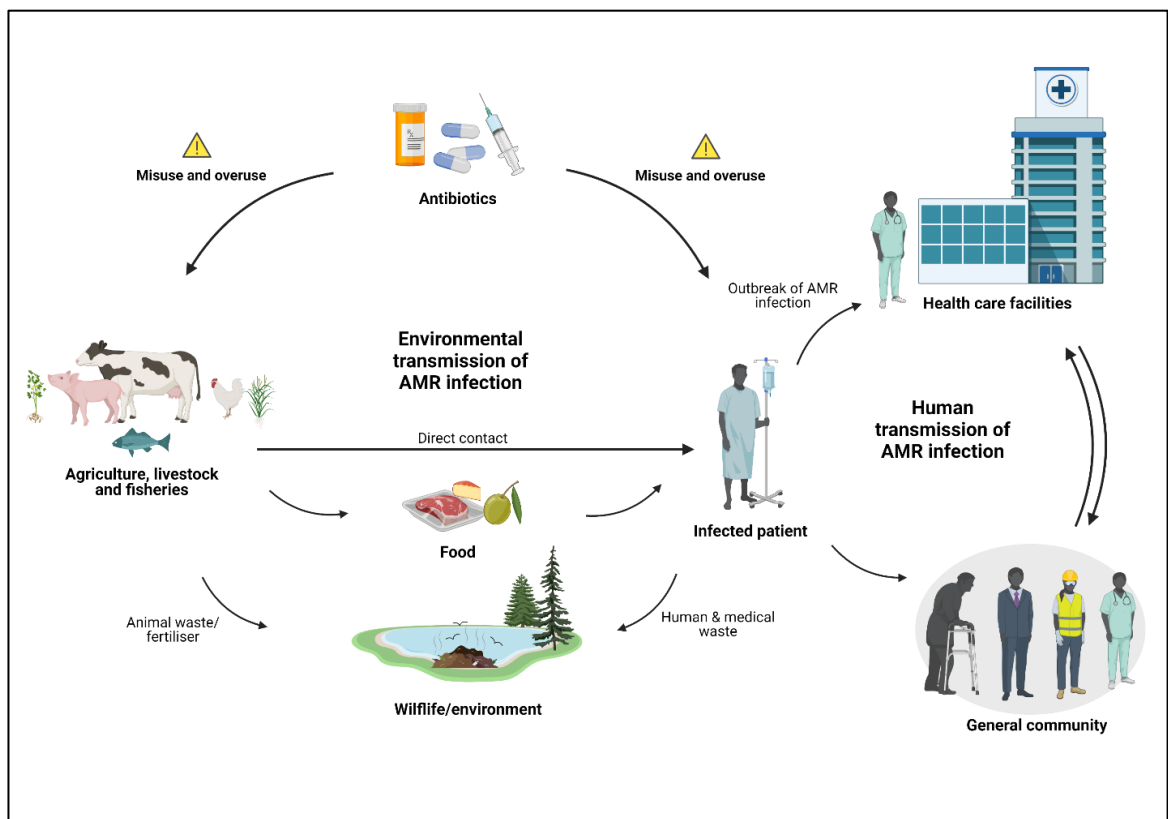 Misuse and overuse
Antibiotics
Misuse and overuse
Outbreak of AMR
infection
Health care facilities
Environmental
transmission of
AMR infection
Human
transmission of
AMR infection
Direct contact
Agriculture, livestock
and fisheries
Food
Infected patient
Animal waste/
fertiliser
Human & medical
waste
Wilflife/environment
General community